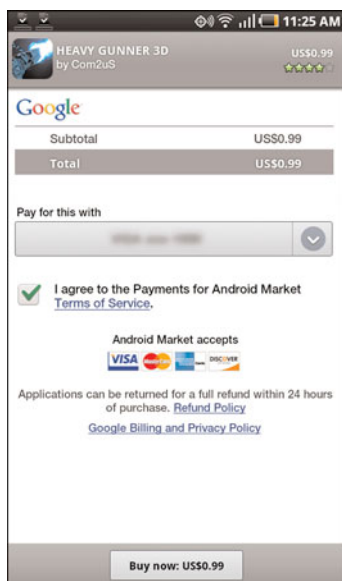 11:25 AM
HEAVY GUNNER 3D
US$0.99
by Com2uS
Google
Subtotal US$0.99
Total US$0.99
Pay for this with
I agree to the Payments for Android Market
Terms of Service.
Android Market accepts
VISA MasterCard DISCOVER
Applications can be returned for a full refund within 24 hours
of purchase. Refund Policy
Google Billing and Privacy Policy
Buy now: US$0.99